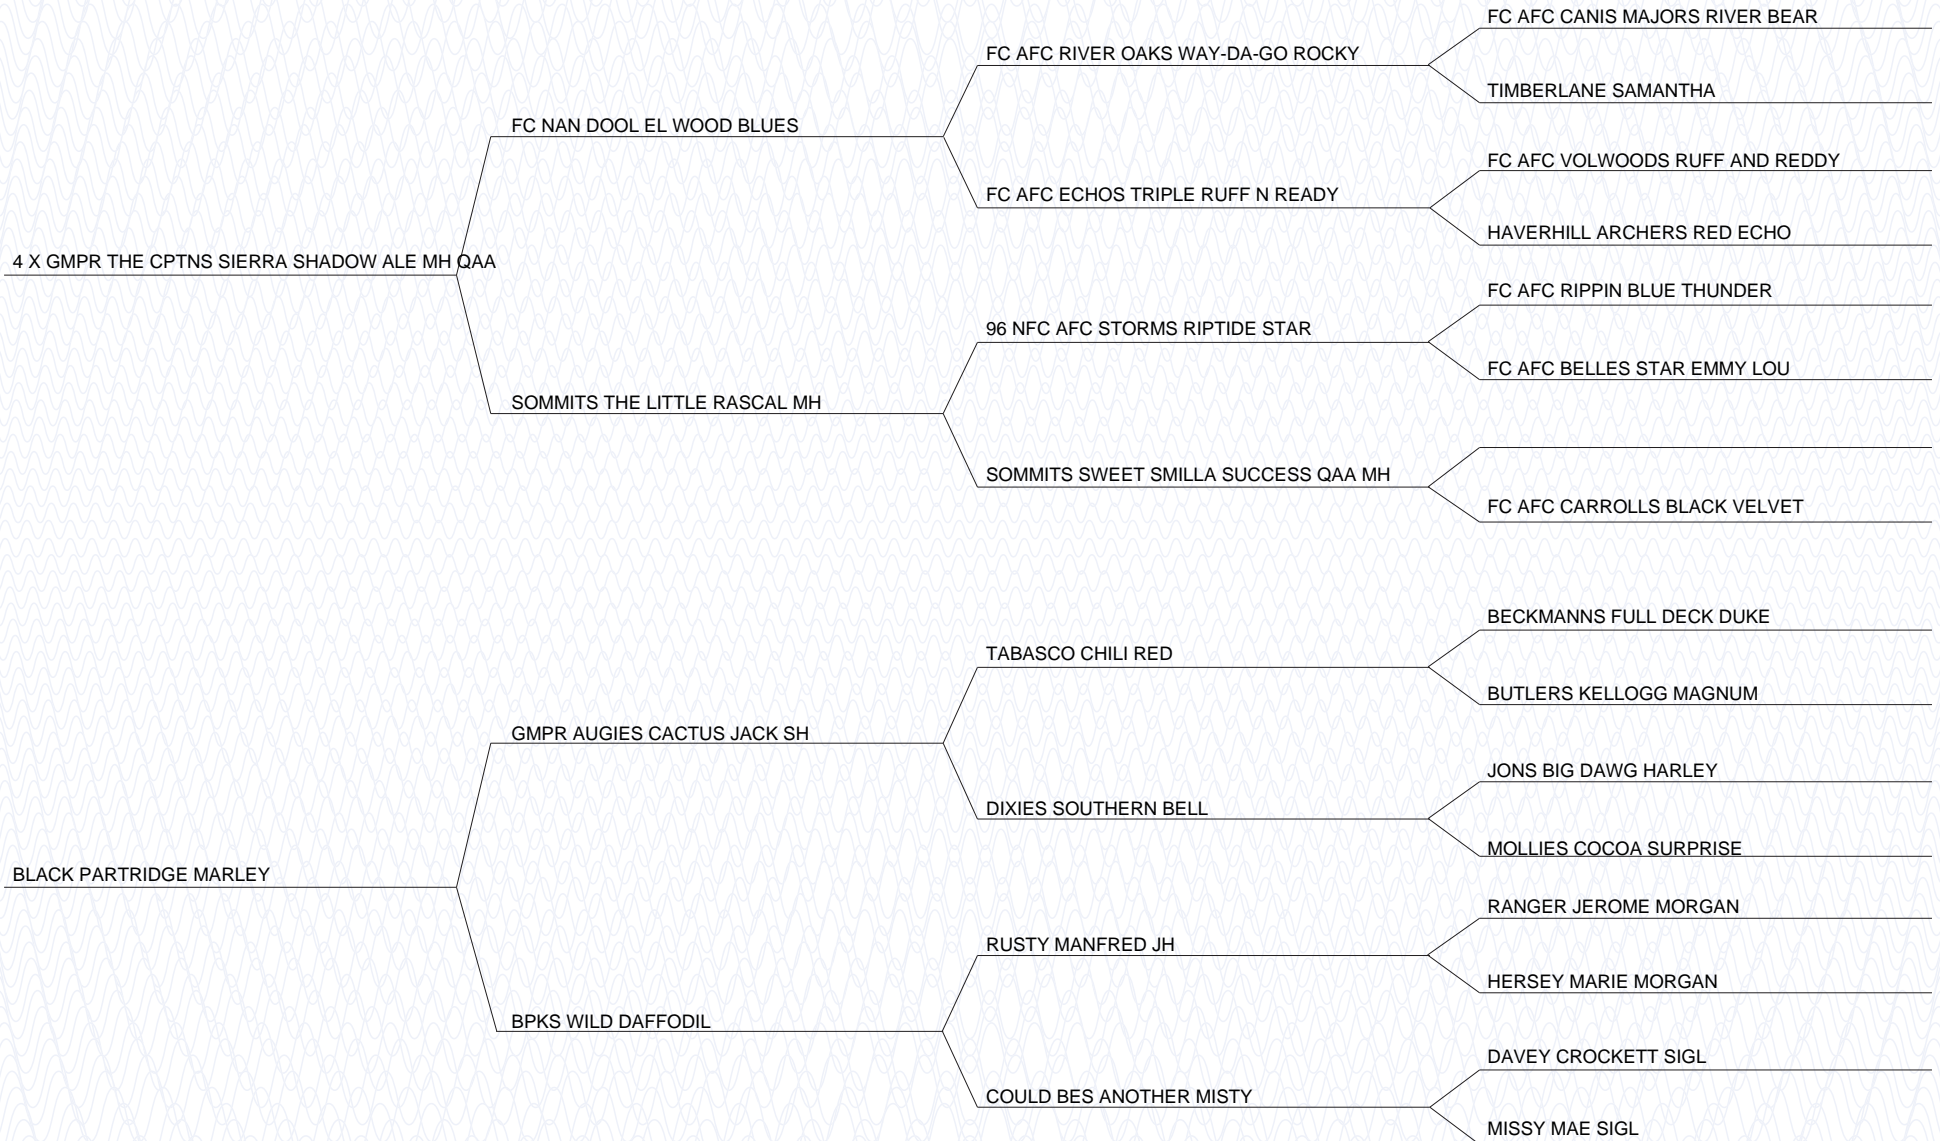 FC AFC CANIS MAJORS RIVER BEAR
FC AFC RIVER OAKS WAY-DA-GO ROCKY
TIMBERLANE SAMANTHA
FC NAN DOOL EL WOOD BLUES
FC AFC VOLWOODS RUFF AND REDDY
FC AFC ECHOS TRIPLE RUFF N READY
HAVERHILL ARCHERS RED ECHO
4 X GMPR THE CPTNS SIERRA SHADOW ALE MH QAA
FC AFC RIPPIN BLUE THUNDER
96 NFC AFC STORMS RIPTIDE STAR
FC AFC BELLES STAR EMMY LOU
SOMMITS THE LITTLE RASCAL MH
SOMMITS SWEET SMILLA SUCCESS QAA MH
FC AFC CARROLLS BLACK VELVET
BECKMANNS FULL DECK DUKE
TABASCO CHILI RED
BUTLERS KELLOGG MAGNUM
GMPR AUGIES CACTUS JACK SH
JONS BIG DAWG HARLEY
DIXIES SOUTHERN BELL
MOLLIES COCOA SURPRISE
BLACK PARTRIDGE MARLEY
RANGER JEROME MORGAN
RUSTY MANFRED JH
HERSEY MARIE MORGAN
BPKS WILD DAFFODIL
DAVEY CROCKETT SIGL
COULD BES ANOTHER MISTY
MISSY MAE SIGL